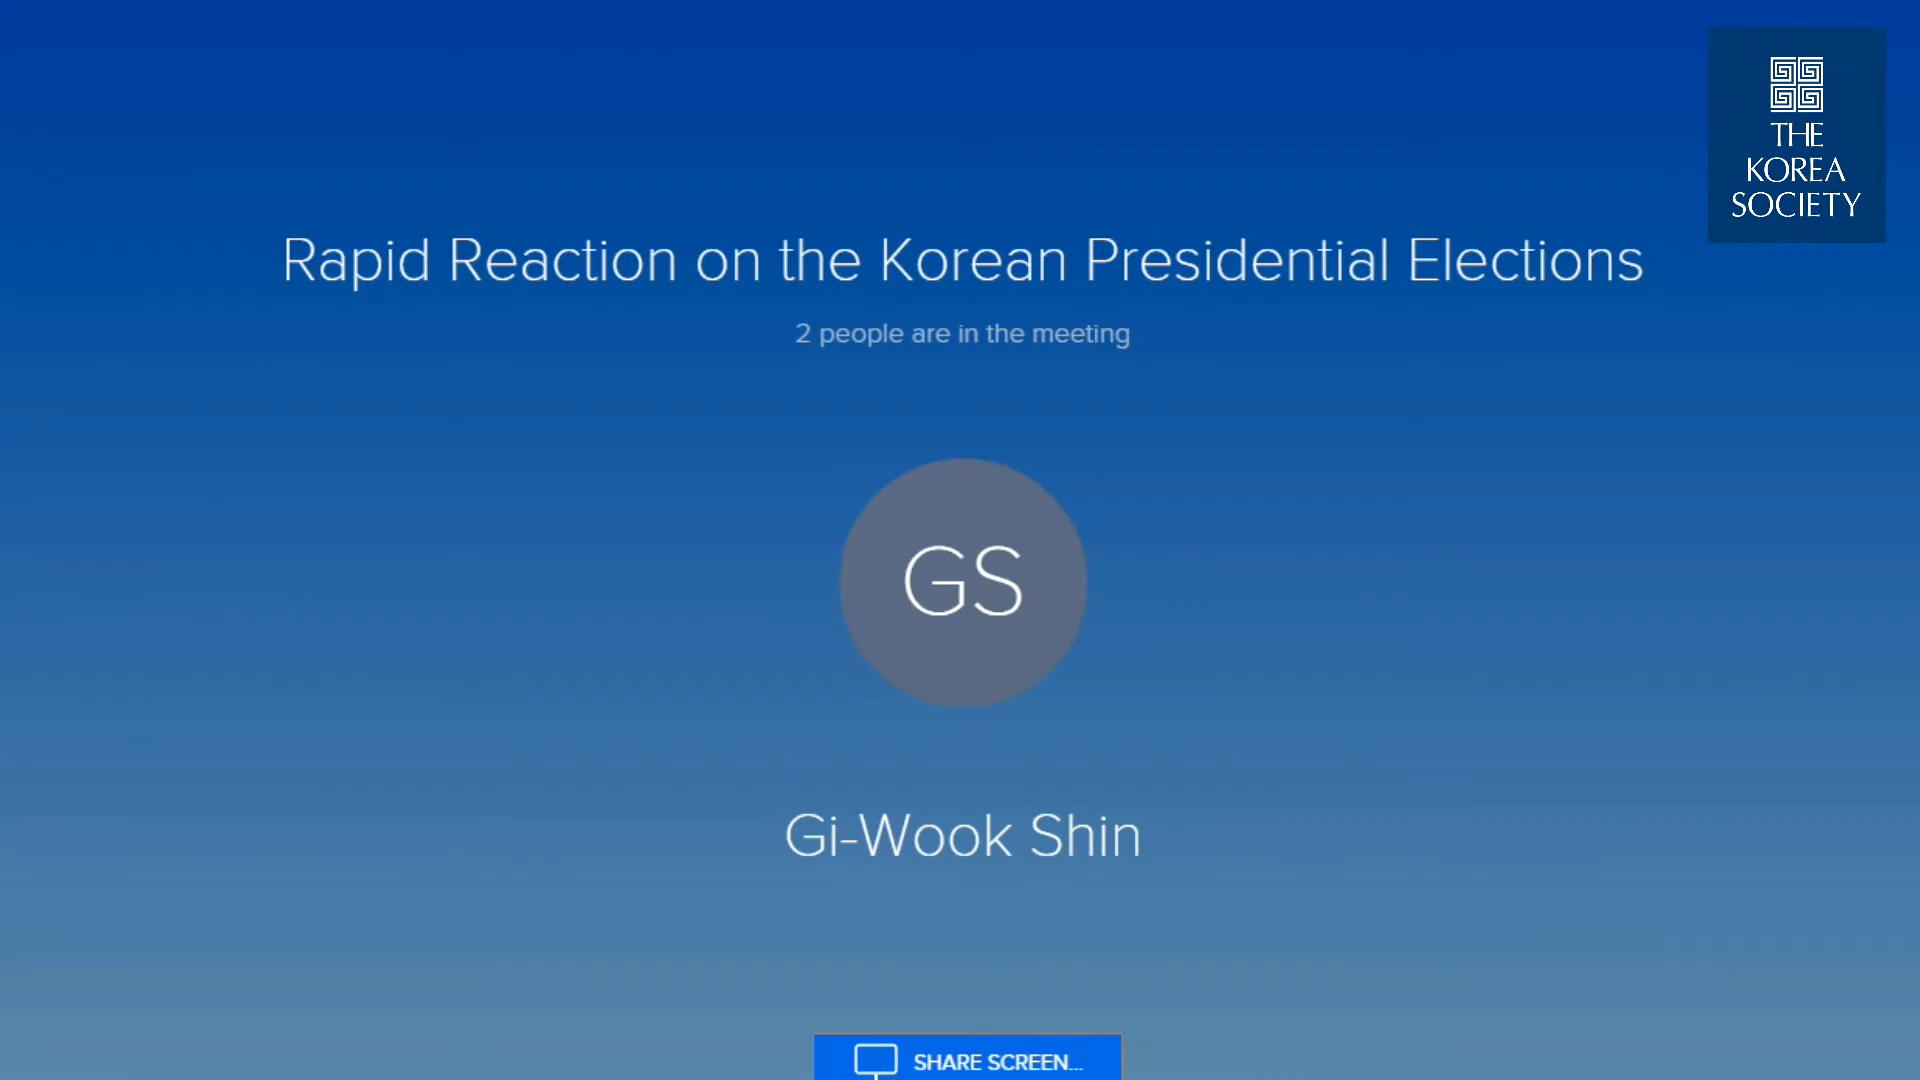 THE
KOREA
SOCIETY
Rapid Reaction on the Korean Presidential Elections
2 people are in the meeting
GS
Gi-Wook Shin
SHARE SCREEN...